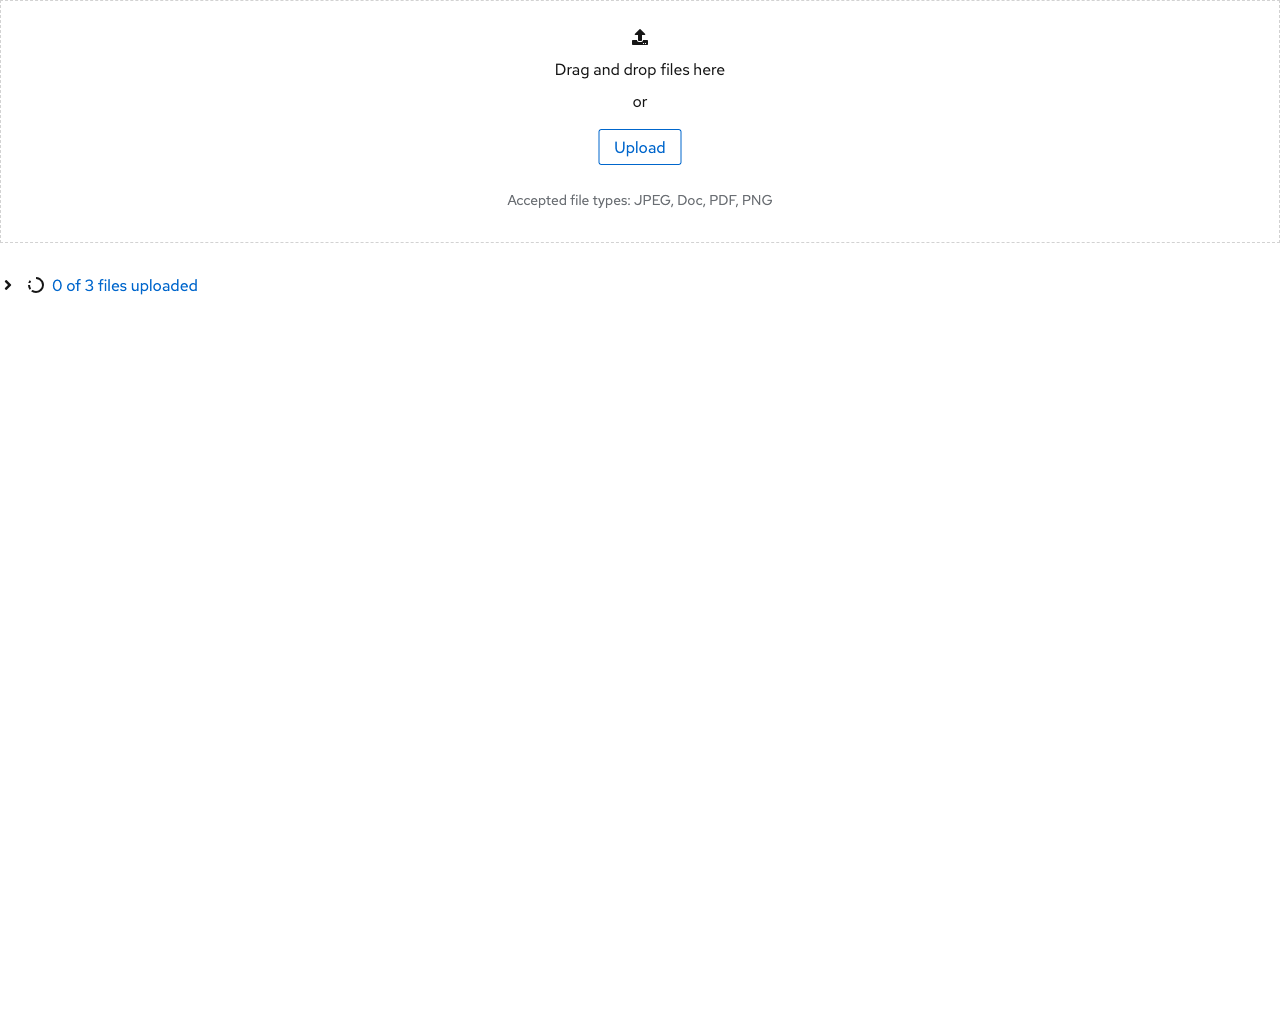 Drag and drop files here
or
Upload
Accepted file types: JPEG, Doc, PDF, PNG
0 of 3 files uploaded